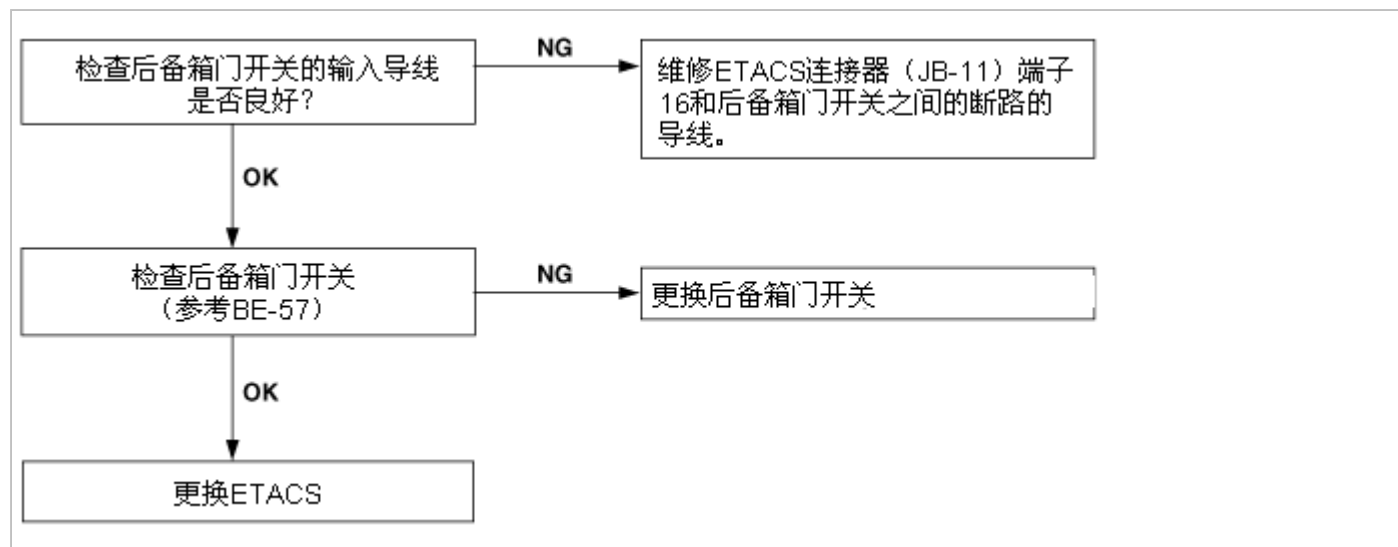 检查后备箱门开关的输入导线
是否良好?
NG
维修ETACS连接器（JB-11）端子
16和后备箱门开关之间的断路的
导线。
OK
检查后备箱门开关
（参考BE-57）
NG
更换后备箱门开关
OK
更换ETACS